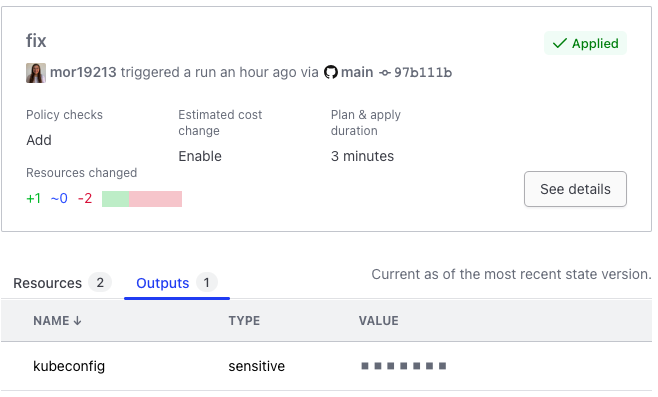 fix
Applied
mor19213 triggered a run an hour ago via main 97b111b
Policy checks
Add
Estimated cost
change
Enable
Plan & apply
duration
3 minutes
Resources changed
+1 ~0 -2
See details
Resources 2
Outputs 1
Current as of the most recent state version.
NAME ↓ TYPE VALUE
kubeconfig sensitive